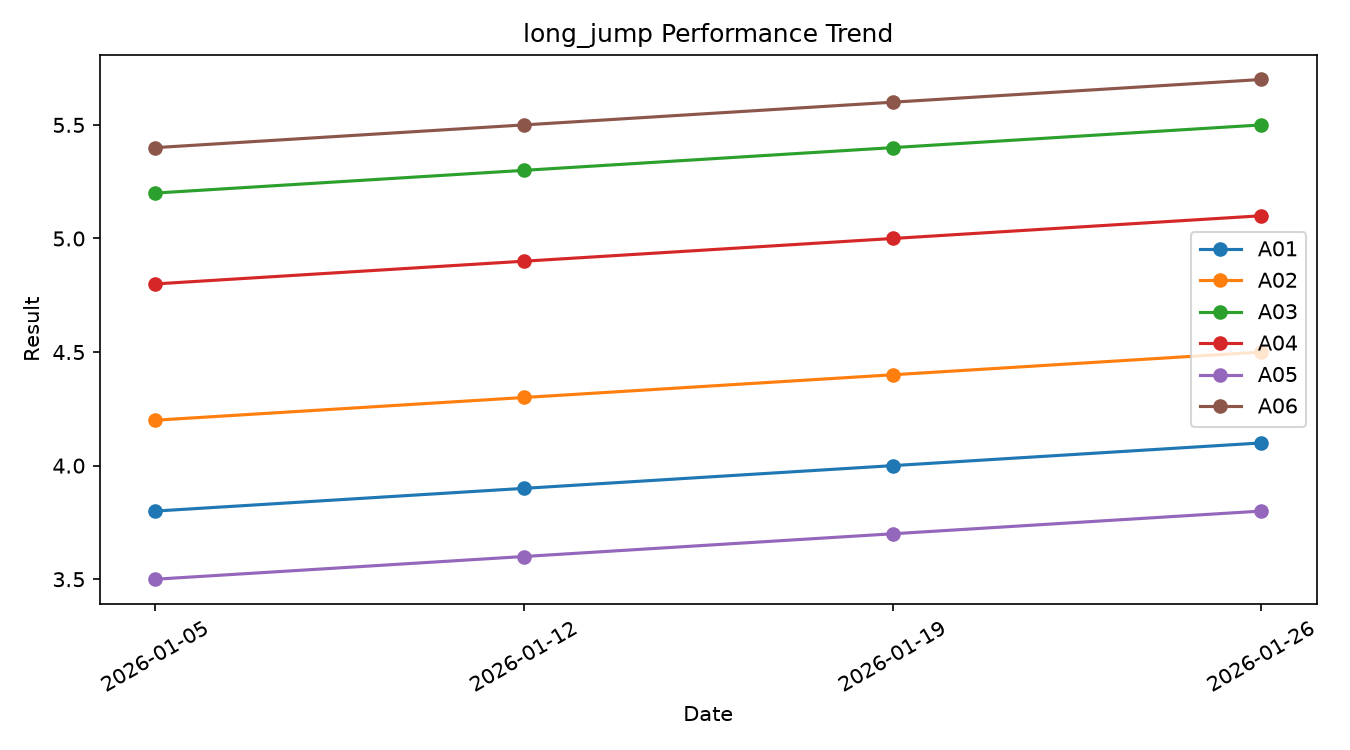 long_jump Performance Trend
Result
5.5
5.0
4.5
4.0
3.5
A01
A02
A03
A04
A05
A06
2026-01-05
2026-01-12
2026-01-19
2026-01-26
Date